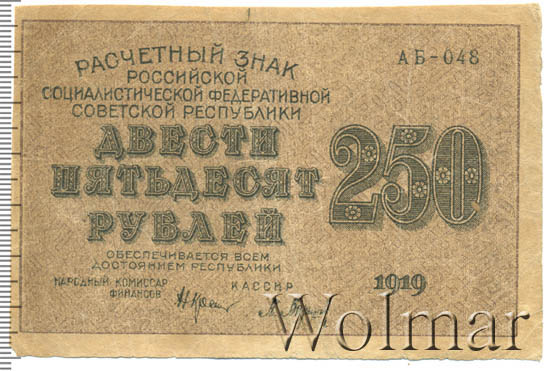 РАСЧЕТНЫЙ ЗНАК
АБ-048
РОССИЙСКОЙ
СОЦИАЛИСТИЧЕСКОЙ ФЕДЕРАТИВНОЙ
СОВЕТСКОЙ РЕСПУБЛИКИ
ДВЕСТИ
ПЯТЬДЕСЯТ
РУБЛЕЙ
250
ОБЕСПЕЧИВАЕТСЯ ВСЕМ
ДОСТОЯНИЕМ РЕСПУБЛИКИ
НАРОДНЫЙ КОМИССАР
ФИНАНСОВ
КАССИР
1919
Wolmar